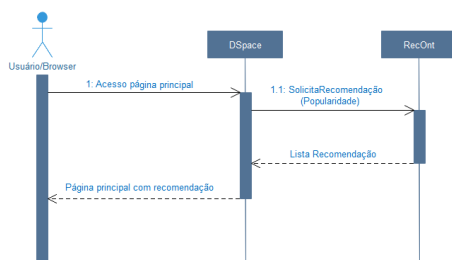 Usuário/Browser
DSpace
RecOnt
1: Acesso página principal
1.1: SolicitaRecomendação
(Popularidade)
Lista Recomendação
Página principal com recomendação